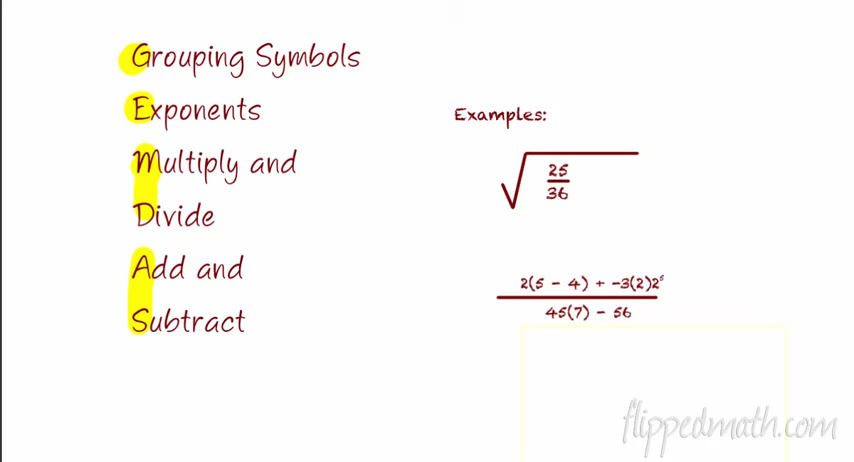 Grouping Symbols
Exponents
Multiply and
Divide
Add and
Subtract
Examples:
√(25/36)
2(5 - 4) + -3(2)2⁵
45(7) - 56
flippedmath.com